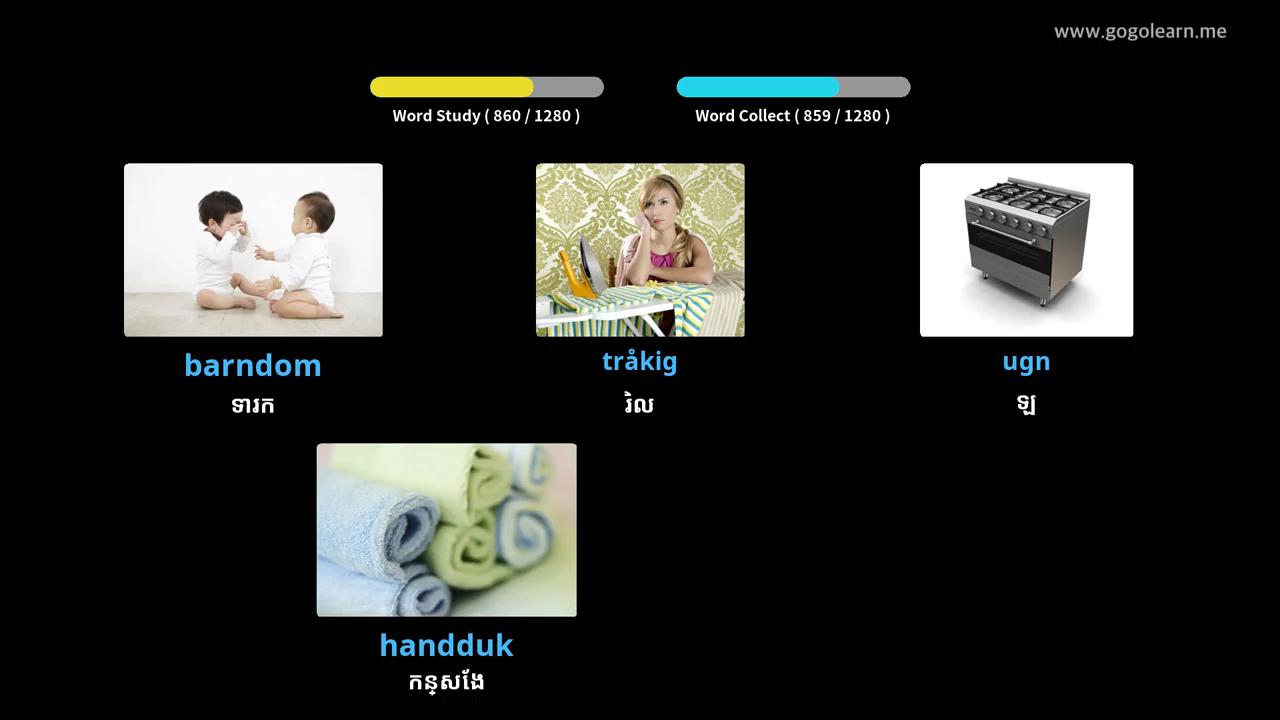 www.gogolearn.me
Word Study ( 860 / 1280 )
Word Collect ( 859 / 1280 )
barndom
ទារក
tråkig
រិល
ugn
ឡ
handduk
កន្សែង